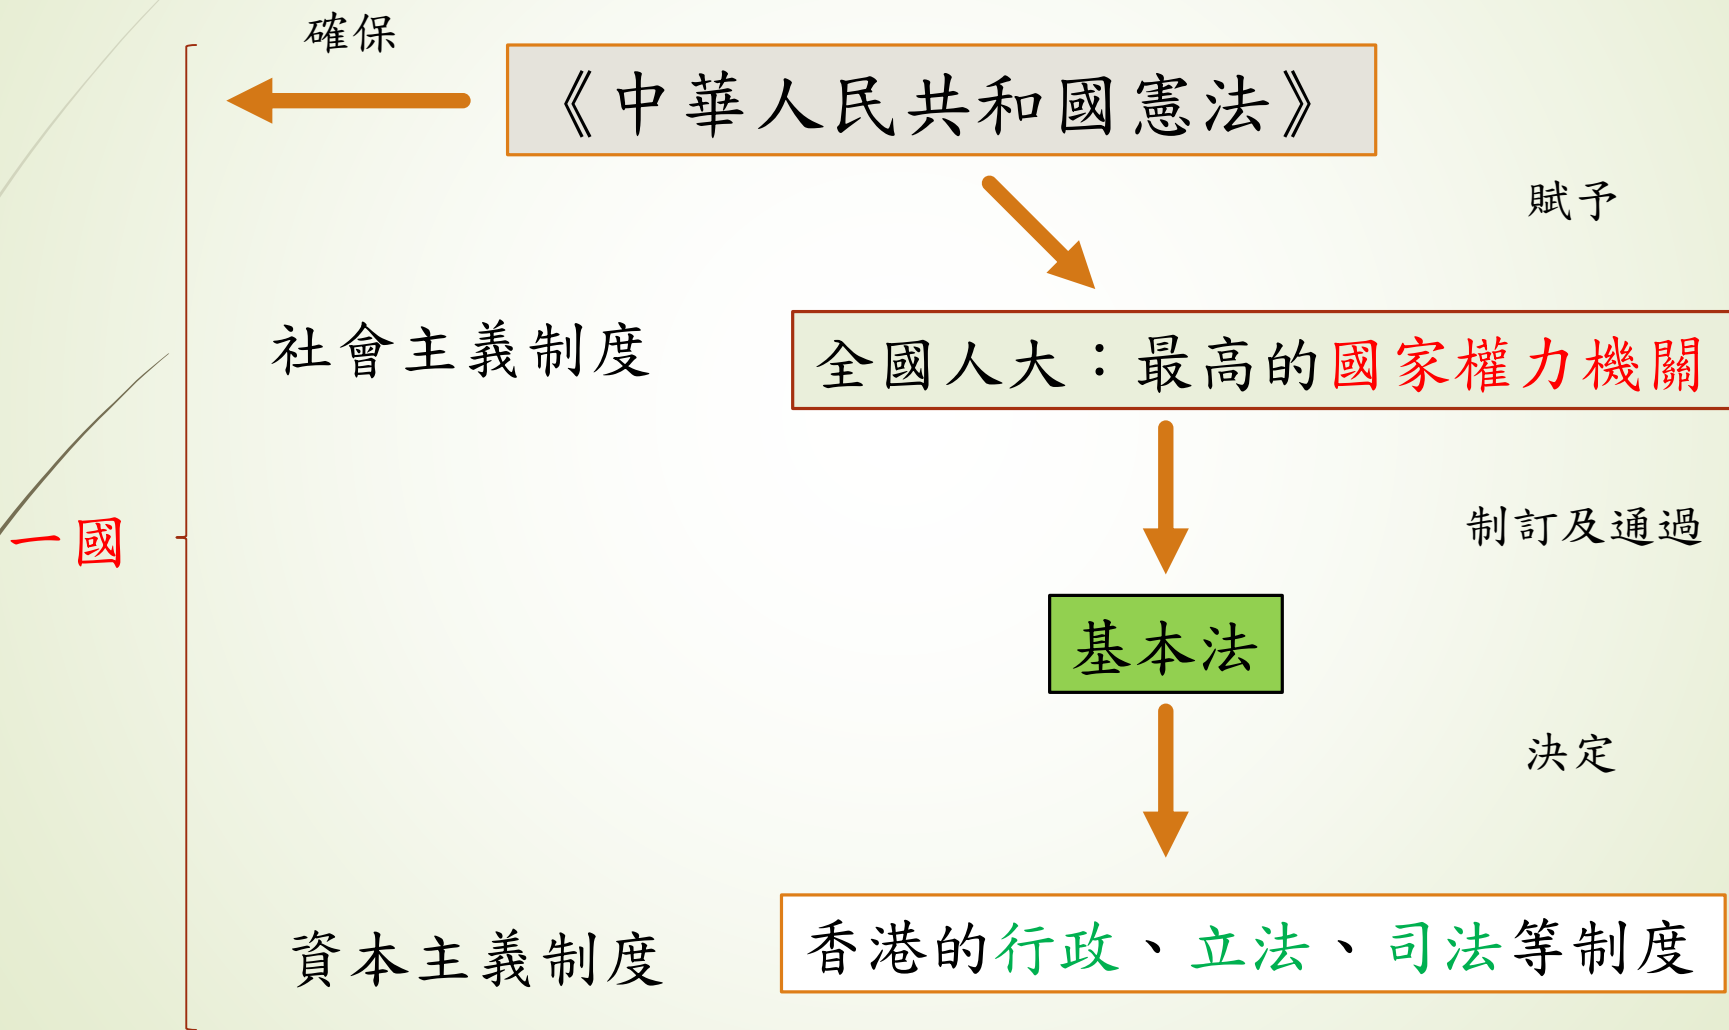 確保
《中華人民共和國憲法》
賦予
社會主義制度
全國人大：最高的國家權力機關
一國
制訂及通過
基本法
決定
資本主義制度
香港的行政、立法、司法等制度